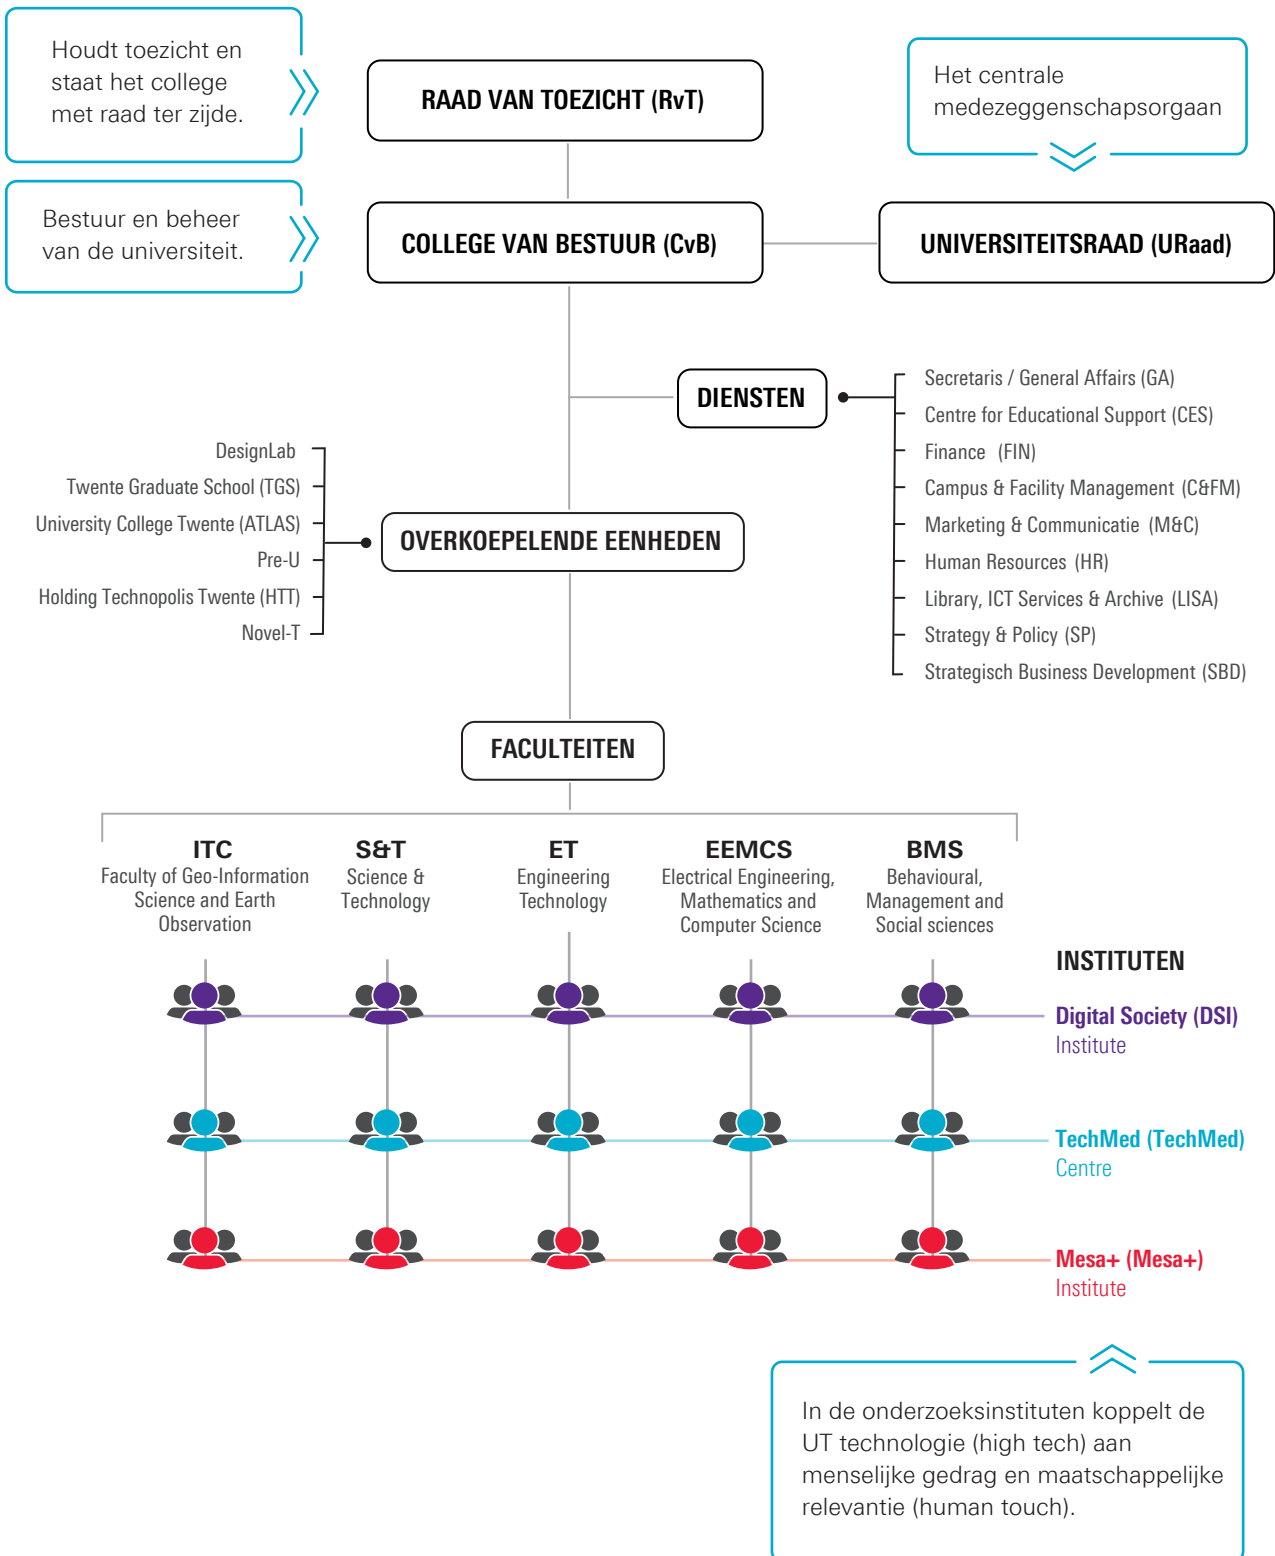 Houdt toezicht en
staat het college
met raad ter zijde.
RAAD VAN TOEZICHT (RvT)
Het centrale
medezeggenschapsorgaan
Bestuur en beheer
van de universiteit.
COLLEGE VAN BESTUUR (CvB)
UNIVERSITEITSRAAD (URaad)
DIENSTEN
Secretaris / General Affairs (GA)
Centre for Educational Support (CES)
Finance (FIN)
Campus & Facility Management (C&FM)
Marketing & Communicatie (M&C)
Human Resources (HR)
Library, ICT Services & Archive (LISA)
Strategy & Policy (SP)
Strategisch Business Development (SBD)
DesignLab
Twente Graduate School (TGS)
University College Twente (ATLAS)
Pre-U
Holding Technopolis Twente (HTT)
Novel-T
OVERKOEPELENDE EENHEDEN
FACULTEITEN
ITC
Faculty of Geo-Information
Science and Earth
Observation
S&T
Science &
Technology
ET
Engineering
Technology
EEMCS
Electrical Engineering,
Mathematics and
Computer Science
BMS
Behavioural,
Management and
Social sciences
INSTITUTEN
Digital Society (DSI)
Institute
TechMed (TechMed)
Centre
Mesa+ (Mesa+)
Institute
In de onderzoeksinstituten koppelt de
UT technologie (high tech) aan
menselijke gedrag en maatschappelijke
relevantie (human touch).